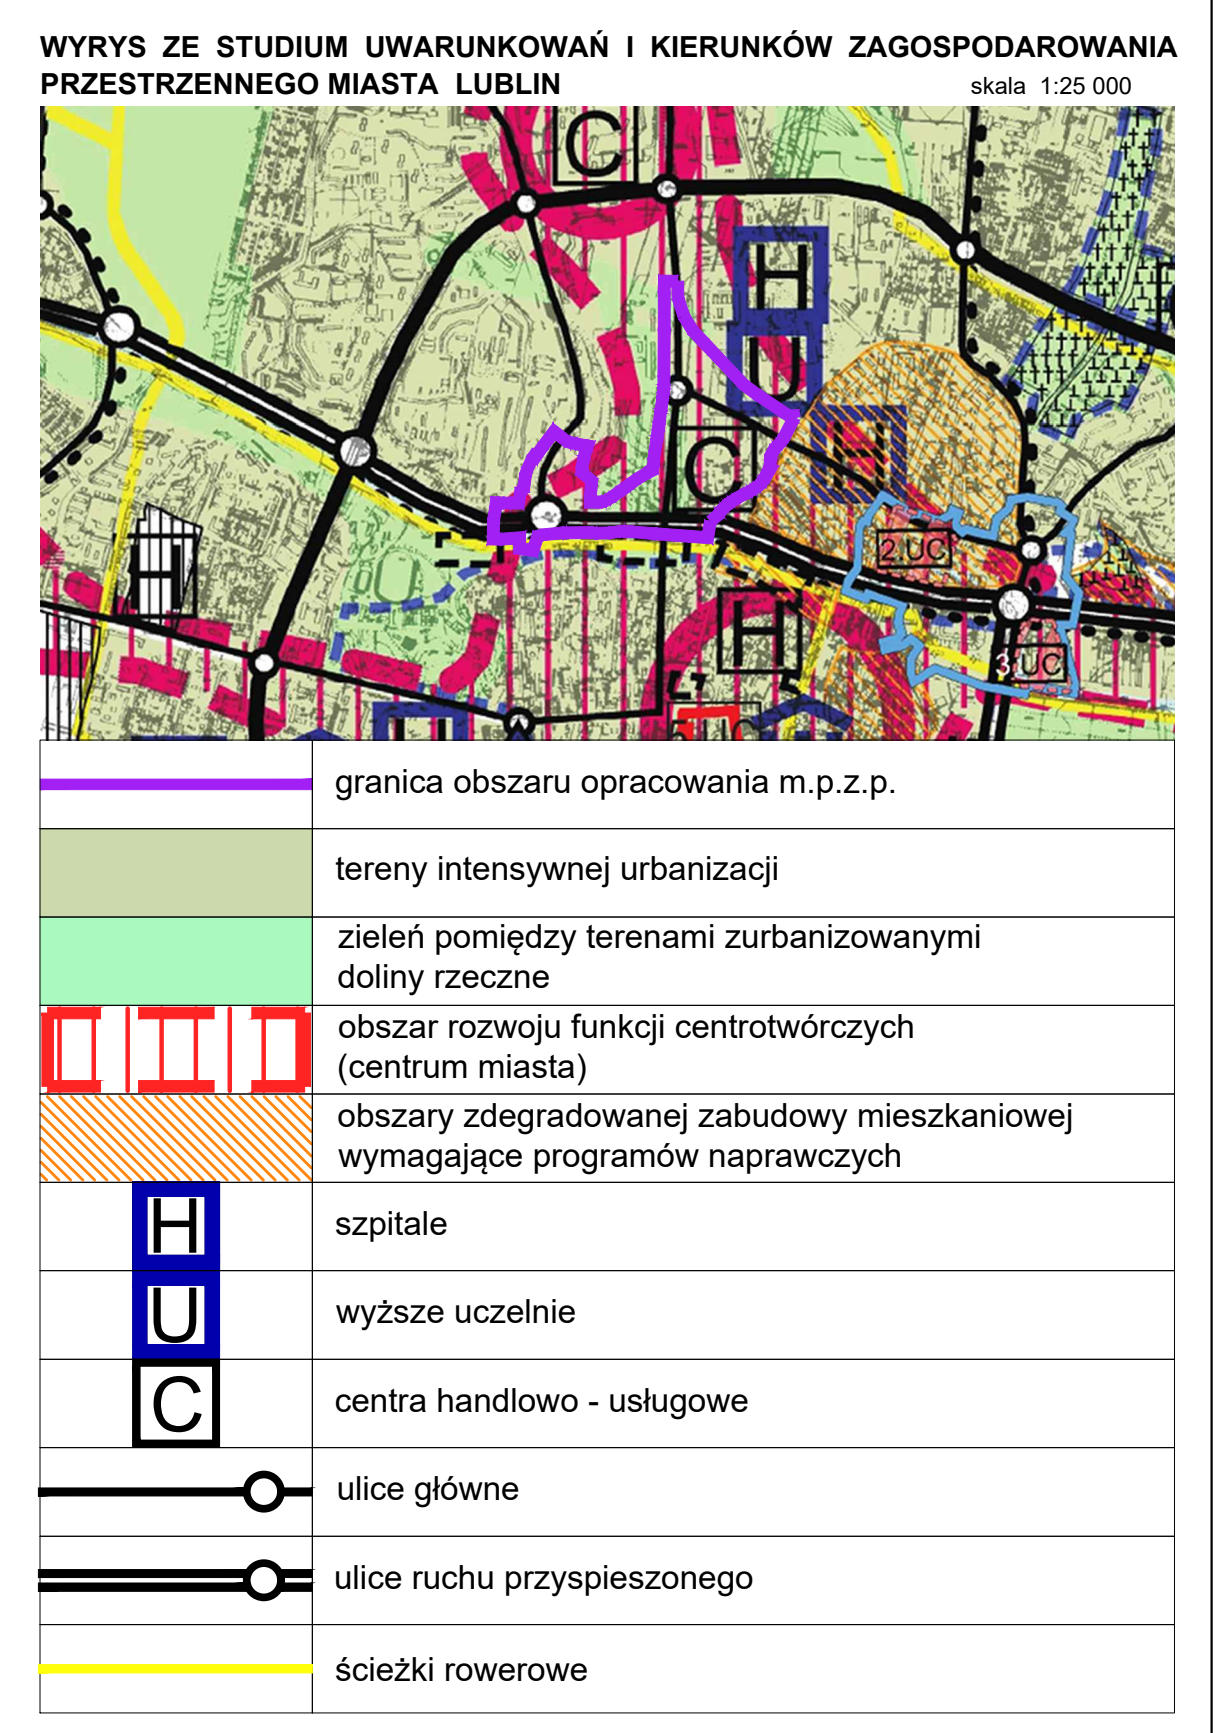 WYRYS ZE STUDIUM UWARUNKOWAŃ I KIERUNKÓW ZAGOSPODAROWANIA
PRZESTRZENNEGO MIASTA LUBLIN
skala 1:25 000
C
H
U
C
H
2.UC
H
H
3.UC
granica obszaru opracowania m.p.z.p.
tereny intensywnej urbanizacji
zieleń pomiędzy terenami zurbanizowanymi
doliny rzeczne
obszar rozwoju funkcji centrotwórczych
(centrum miasta)
obszary zdegradowanej zabudowy mieszkaniowej
wymagające programów naprawczych
H szpitale
U wyższe uczelnie
C centra handlowo - usługowe
ulice główne
ulice ruchu przyspieszonego
ścieżki rowerowe